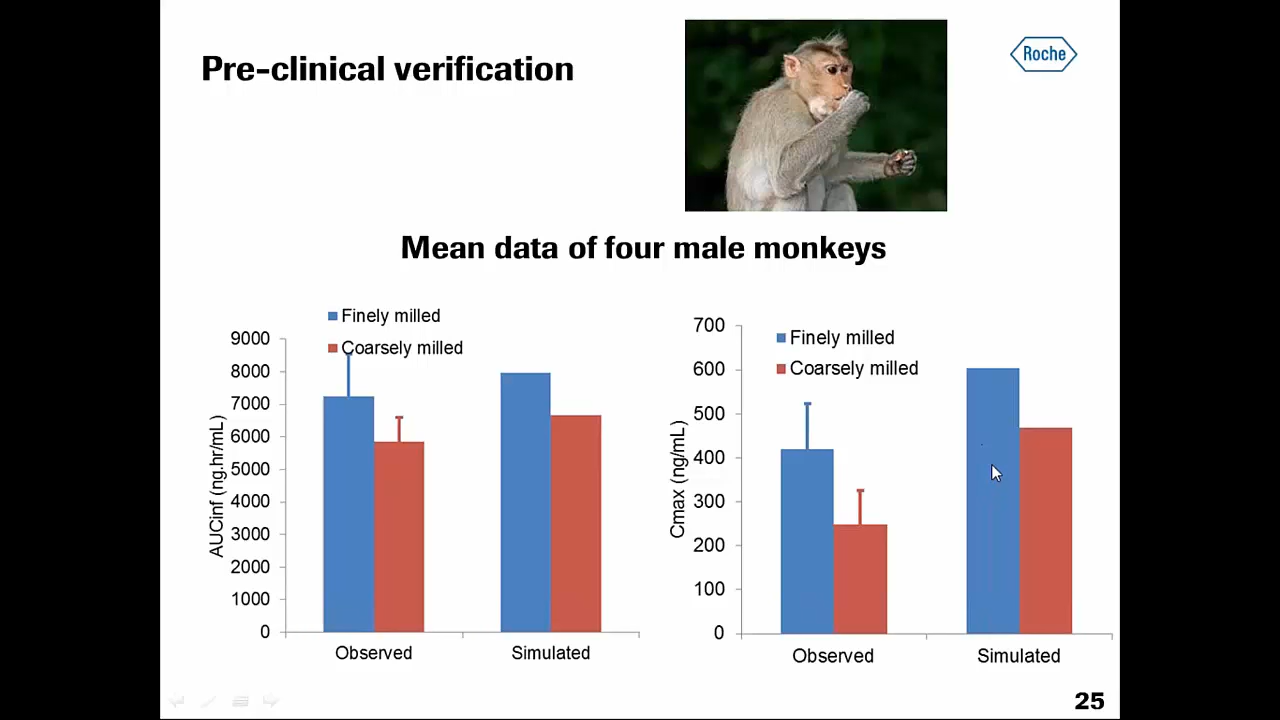 Pre-clinical verification
Roche
Mean data of four male monkeys
Finely milled
Coarsely milled
9000
8000
7000
6000
5000
4000
3000
2000
1000
0
AUCinf (ng.hr/mL)
Observed
Simulated
Finely milled
Coarsely milled
700
600
500
400
300
200
100
0
Cmax (ng/mL)
Observed
Simulated
25